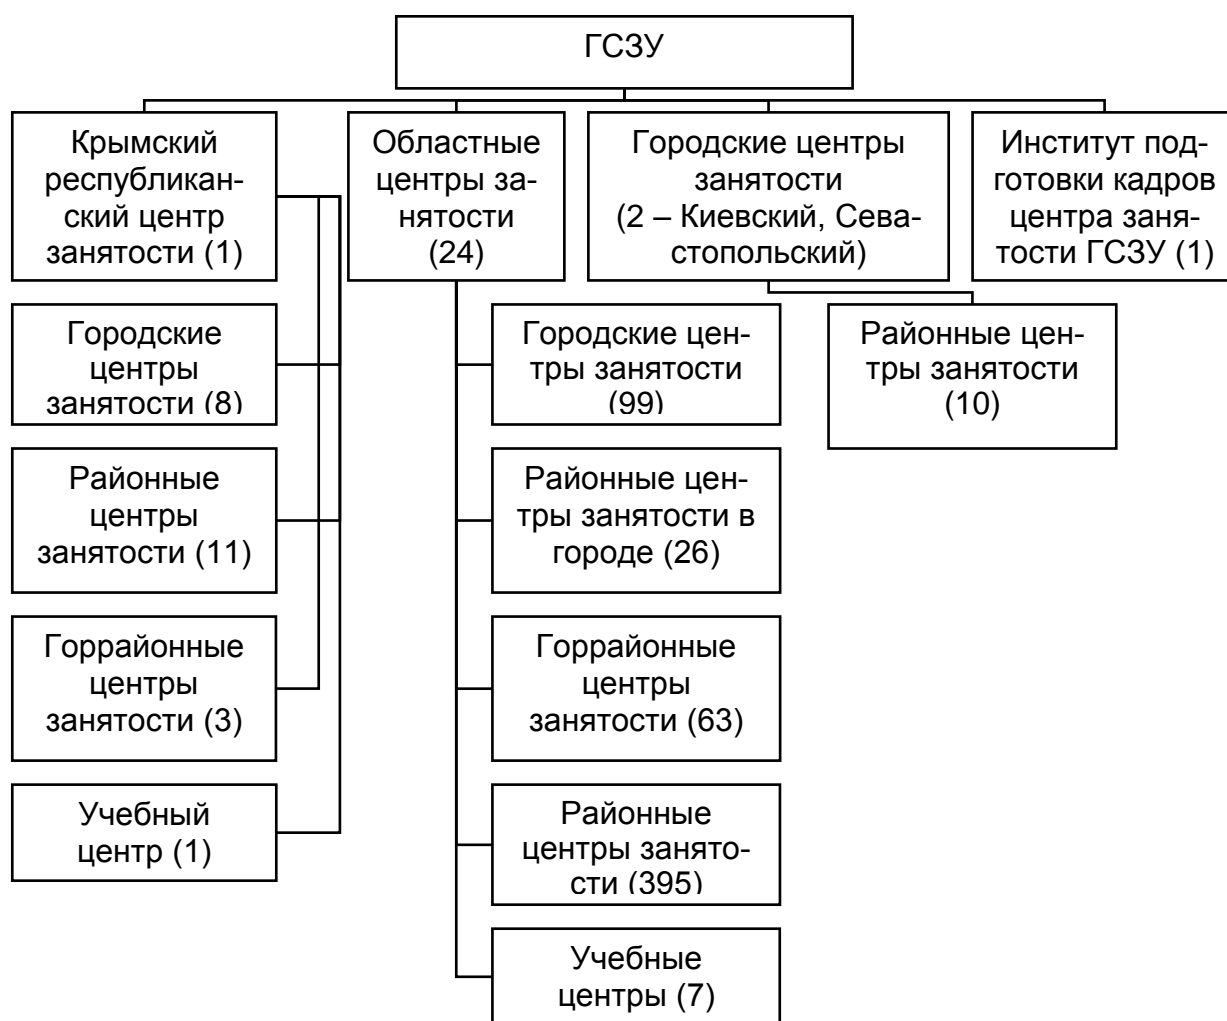 ГСЗУ
Крымский
республикан-
ский центр
занятости (1)
Областные
центры за-
нятости
(24)
Городские центры
занятости
(2 – Киевский, Сева-
стопольский)
Институт под-
готовки кадров
центра заня-
тости ГСЗУ (1)
Городские
центры
занятости (8)
Районные
центры
занятости (11)
Горрайонные
центры
занятости (3)
Учебный
центр (1)
Городские цен-
тры занятости
(99)
Районные цен-
тры занятости в
городе (26)
Горрайонные
центры
занятости (63)
Районные
центры занято-
сти (395)
Учебные
центры (7)
Районные цен-
тры занятости
(10)